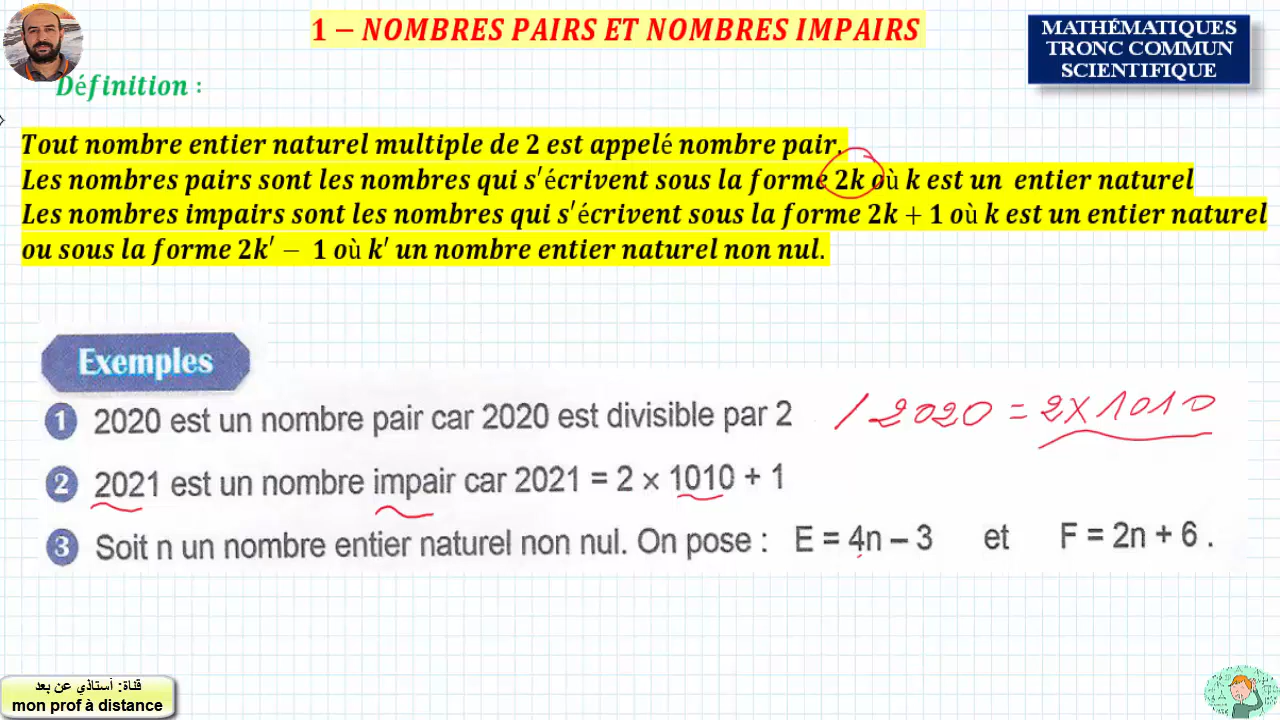 1 – NOMBRES PAIRS ET NOMBRES IMPAIRS
MATHÉMATIQUES
TRONC COMMUN
SCIENTIFIQUE
Définition :
Tout nombre entier naturel multiple de 2 est appelé nombre pair.
Les nombres pairs sont les nombres qui s'écrivent sous la forme 2k où k est un entier naturel
Les nombres impairs sont les nombres qui s'écrivent sous la forme 2k + 1 où k est un entier naturel
ou sous la forme 2k' – 1 où k' un nombre entier naturel non nul.
Exemples
1 2020 est un nombre pair car 2020 est divisible par 2 / 2020 = 2×1010
2 2021 est un nombre impair car 2021 = 2 × 1010 + 1
3 Soit n un nombre entier naturel non nul. On pose : E = 4n – 3 et F = 2n + 6 .
قناة: أستاذي عن بعد
mon prof à distance